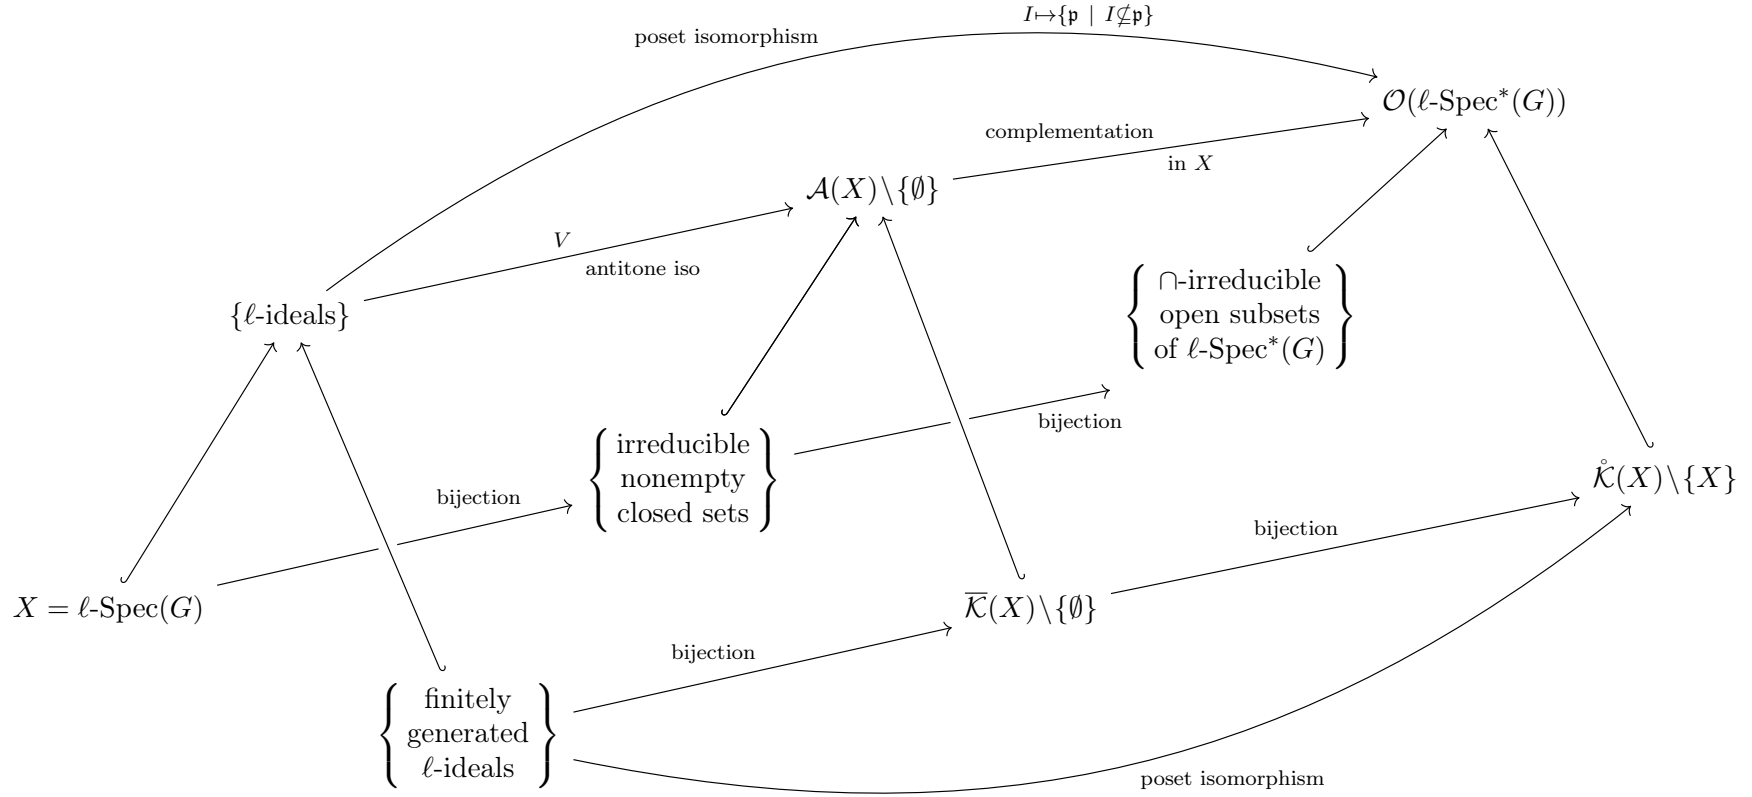 I↦{𝔭 | I⊈𝔭}
poset isomorphism
𝒪(ℓ-Spec*(G))
complementation
in X
𝒜(X)\{∅}
V
antitone iso
∩-irreducible
open subsets
of ℓ-Spec*(G)
{ℓ-ideals}
bijection
irreducible
nonempty
closed sets
𝒦̊(X)\{X}
bijection
bijection
X = ℓ-Spec(G)
𝒦̅(X)\{∅}
bijection
finitely
generated
ℓ-ideals
poset isomorphism